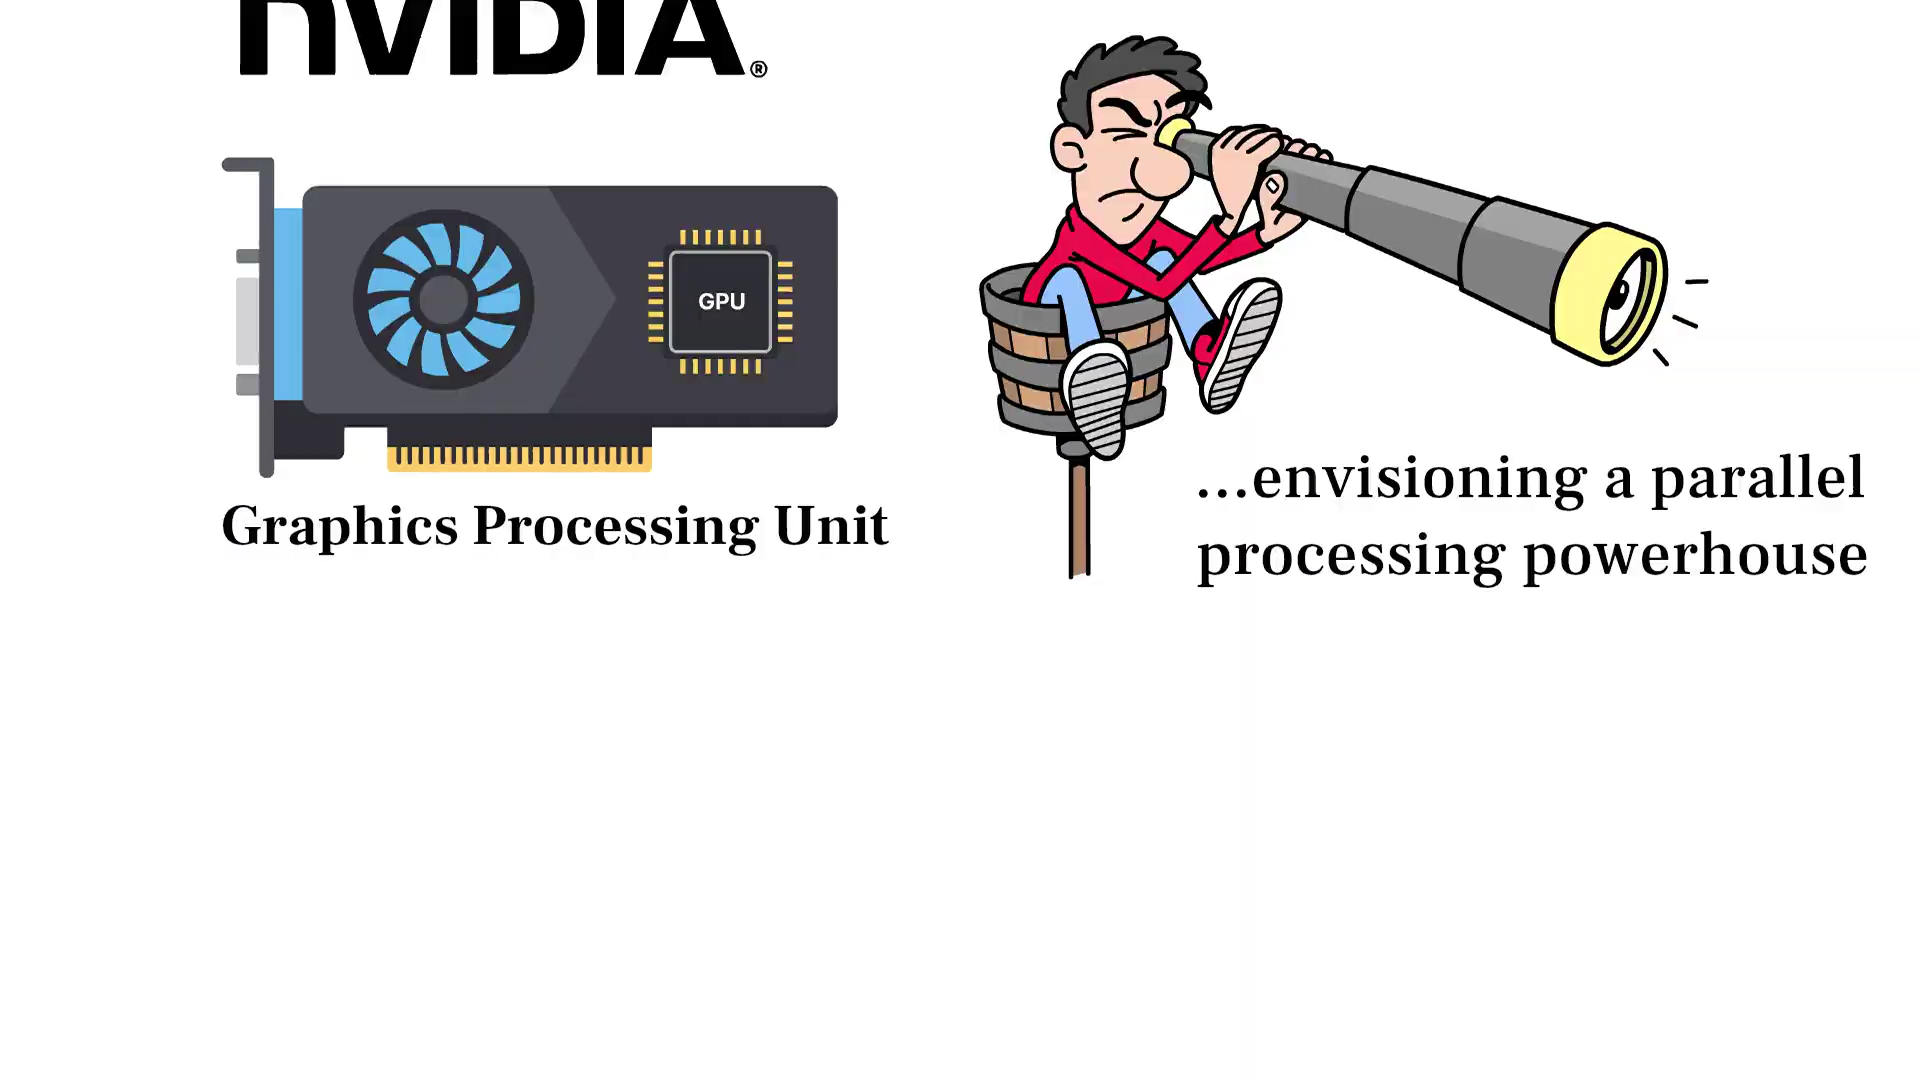 nVIDIA®
GPU
Graphics Processing Unit
...envisioning a parallel
processing powerhouse